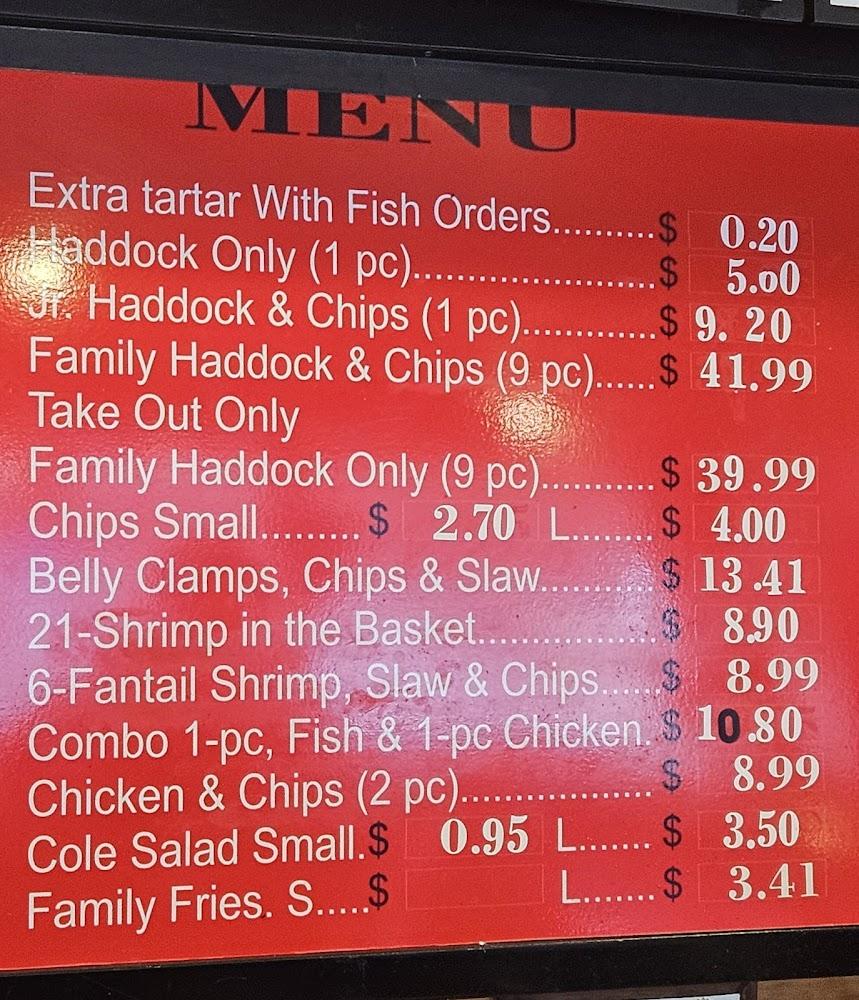 MENU
Extra tartar With Fish Orders..........$ 0.20
Haddock Only (1 pc)........................$ 5.00
Jr. Haddock & Chips (1 pc).............$ 9. 20
Family Haddock & Chips (9 pc)......$ 41.99
Take Out Only
Family Haddock Only (9 pc)...........$ 39.99
Chips Small.........$ 2.70 L........$ 4.00
Belly Clamps, Chips & Slaw...........$ 13.41
21-Shrimp in the Basket.................$ 8.90
6-Fantail Shrimp, Slaw & Chips......$ 8.99
Combo 1-pc, Fish & 1-pc Chicken. $ 10.80
Chicken & Chips (2 pc)..................$ 8.99
Cole Salad Small.$ 0.95 L.......$ 3.50
Family Fries. S.....$ L.......$ 3.41